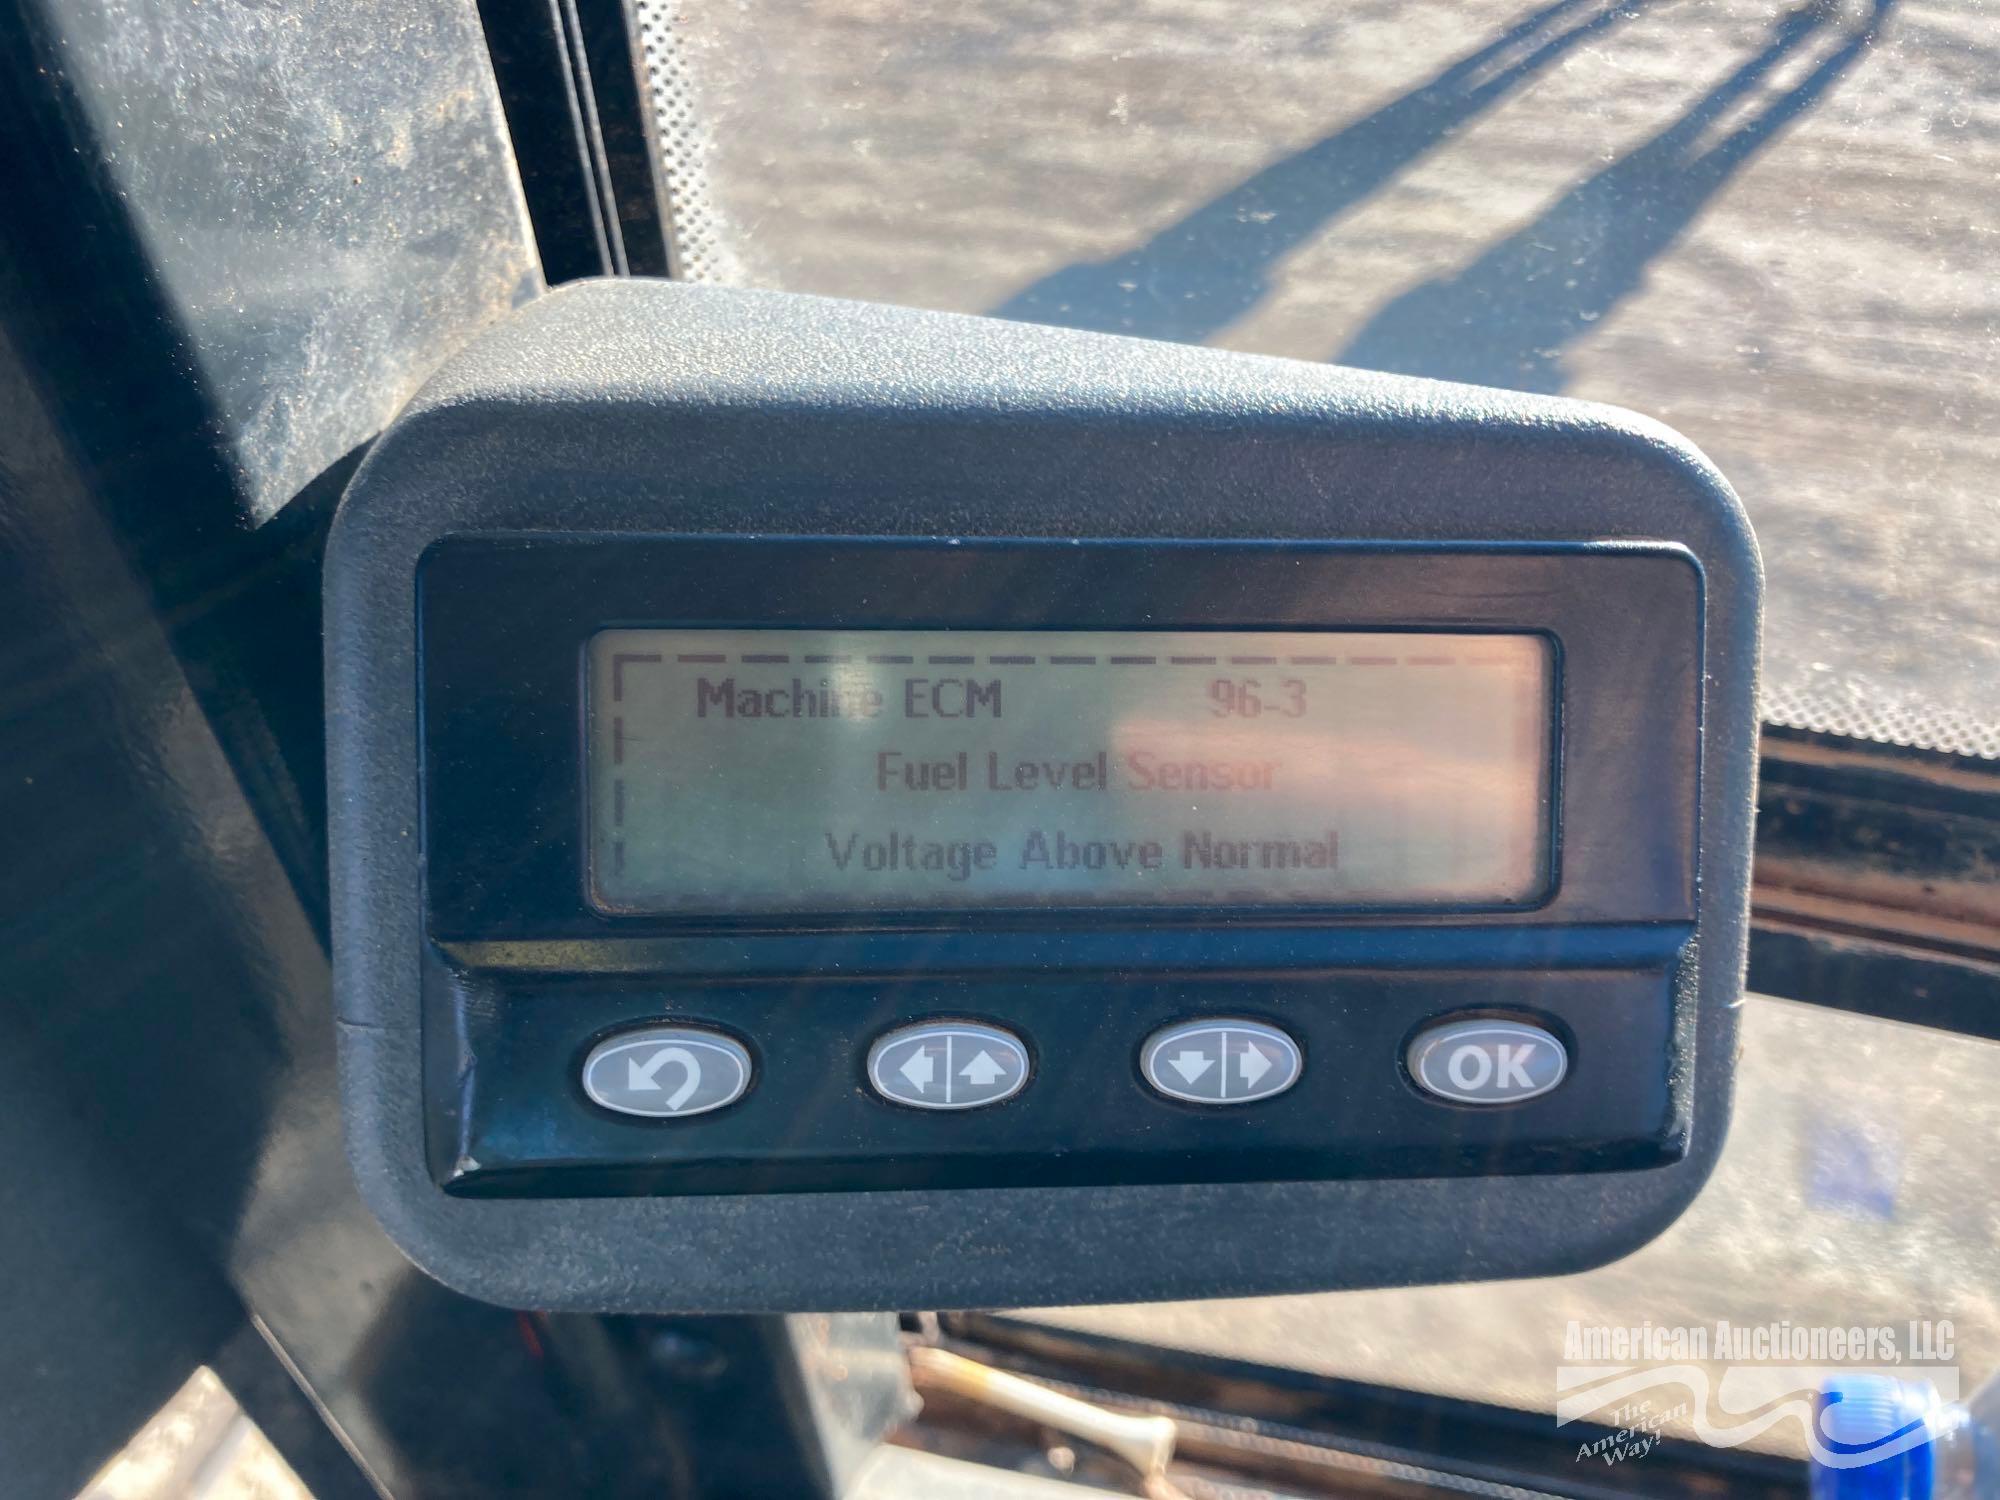 Machine ECM 96-3
Fuel Level Sensor
Voltage Above Normal
OK
American Auctioneers, LLC
The
American
Way!